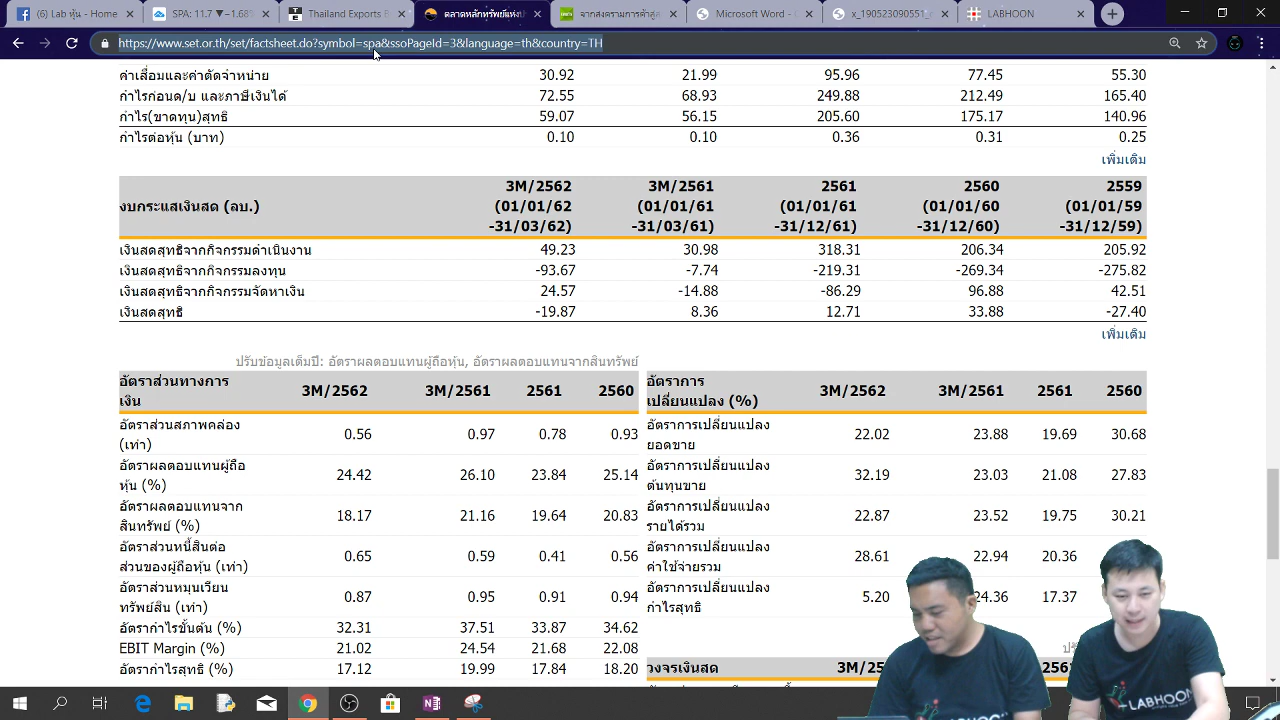 (6) Lab หุ้น - Home
SPA: 11.7 ▼ -1.68%
Thailand Exports B
ตลาดหลักทรัพย์แห่งป
จากสงครามการค้าสู่ส
Microsoft Word -
x20190523090551
LABHOON
https://www.set.or.th/set/factsheet.do?symbol=spa&ssoPageId=3&language=th&country=TH
ค่าเสื่อมและค่าตัดจำหน่าย 30.92 21.99 95.96 77.45 55.30
กำไรก่อนด/บ และภาษีเงินได้ 72.55 68.93 249.88 212.49 165.40
กำไร(ขาดทุน)สุทธิ 59.07 56.15 205.60 175.17 140.96
กำไรต่อหุ้น (บาท) 0.10 0.10 0.36 0.31 0.25
เพิ่มเติม
งบกระแสเงินสด (ลบ.)
3M/2562 3M/2561 2561 2560 2559
(01/01/62 (01/01/61 (01/01/61 (01/01/60 (01/01/59
-31/03/62) -31/03/61) -31/12/61) -31/12/60) -31/12/59)
เงินสดสุทธิจากกิจกรรมดำเนินงาน 49.23 30.98 318.31 206.34 205.92
เงินสดสุทธิจากกิจกรรมลงทุน -93.67 -7.74 -219.31 -269.34 -275.82
เงินสดสุทธิจากกิจกรรมจัดหาเงิน 24.57 -14.88 -86.29 96.88 42.51
เงินสดสุทธิ -19.87 8.36 12.71 33.88 -27.40
เพิ่มเติม
ปรับข้อมูลเต็มปี: อัตราผลตอบแทนผู้ถือหุ้น, อัตราผลตอบแทนจากสินทรัพย์
อัตราส่วนทางการ
เงิน 3M/2562 3M/2561 2561 2560
อัตราส่วนสภาพคล่อง
(เท่า) 0.56 0.97 0.78 0.93
อัตราผลตอบแทนผู้ถือ
หุ้น (%) 24.42 26.10 23.84 25.14
อัตราผลตอบแทนจาก
สินทรัพย์ (%) 18.17 21.16 19.64 20.83
อัตราส่วนหนี้สินต่อ
ส่วนของผู้ถือหุ้น (เท่า) 0.65 0.59 0.41 0.56
อัตราส่วนหมุนเวียน
ทรัพย์สิน (เท่า) 0.87 0.95 0.91 0.94
อัตรากำไรขั้นต้น (%) 32.31 37.51 33.87 34.62
EBIT Margin (%) 21.02 24.54 21.68 22.08
อัตรากำไรสุทธิ (%) 17.12 19.99 17.84 18.20
อัตราการ
เปลี่ยนแปลง (%) 3M/2562 3M/2561 2561 2560
อัตราการเปลี่ยนแปลง
ยอดขาย 22.02 23.88 19.69 30.68
อัตราการเปลี่ยนแปลง
ต้นทุนขาย 32.19 23.03 21.08 27.83
อัตราการเปลี่ยนแปลง
รายได้รวม 22.87 23.52 19.75 30.21
อัตราการเปลี่ยนแปลง
ค่าใช้จ่ายรวม 28.61 22.94 20.36
อัตราการเปลี่ยนแปลง
กำไรสุทธิ 5.20 24.36 17.37
วงจรเงินสด
LABHOON